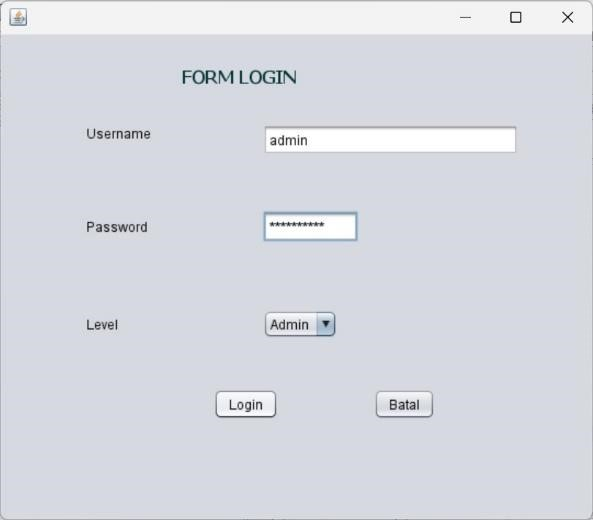 FORM LOGIN
Username
admin
Password
**********
Level
Admin
Login
Batal